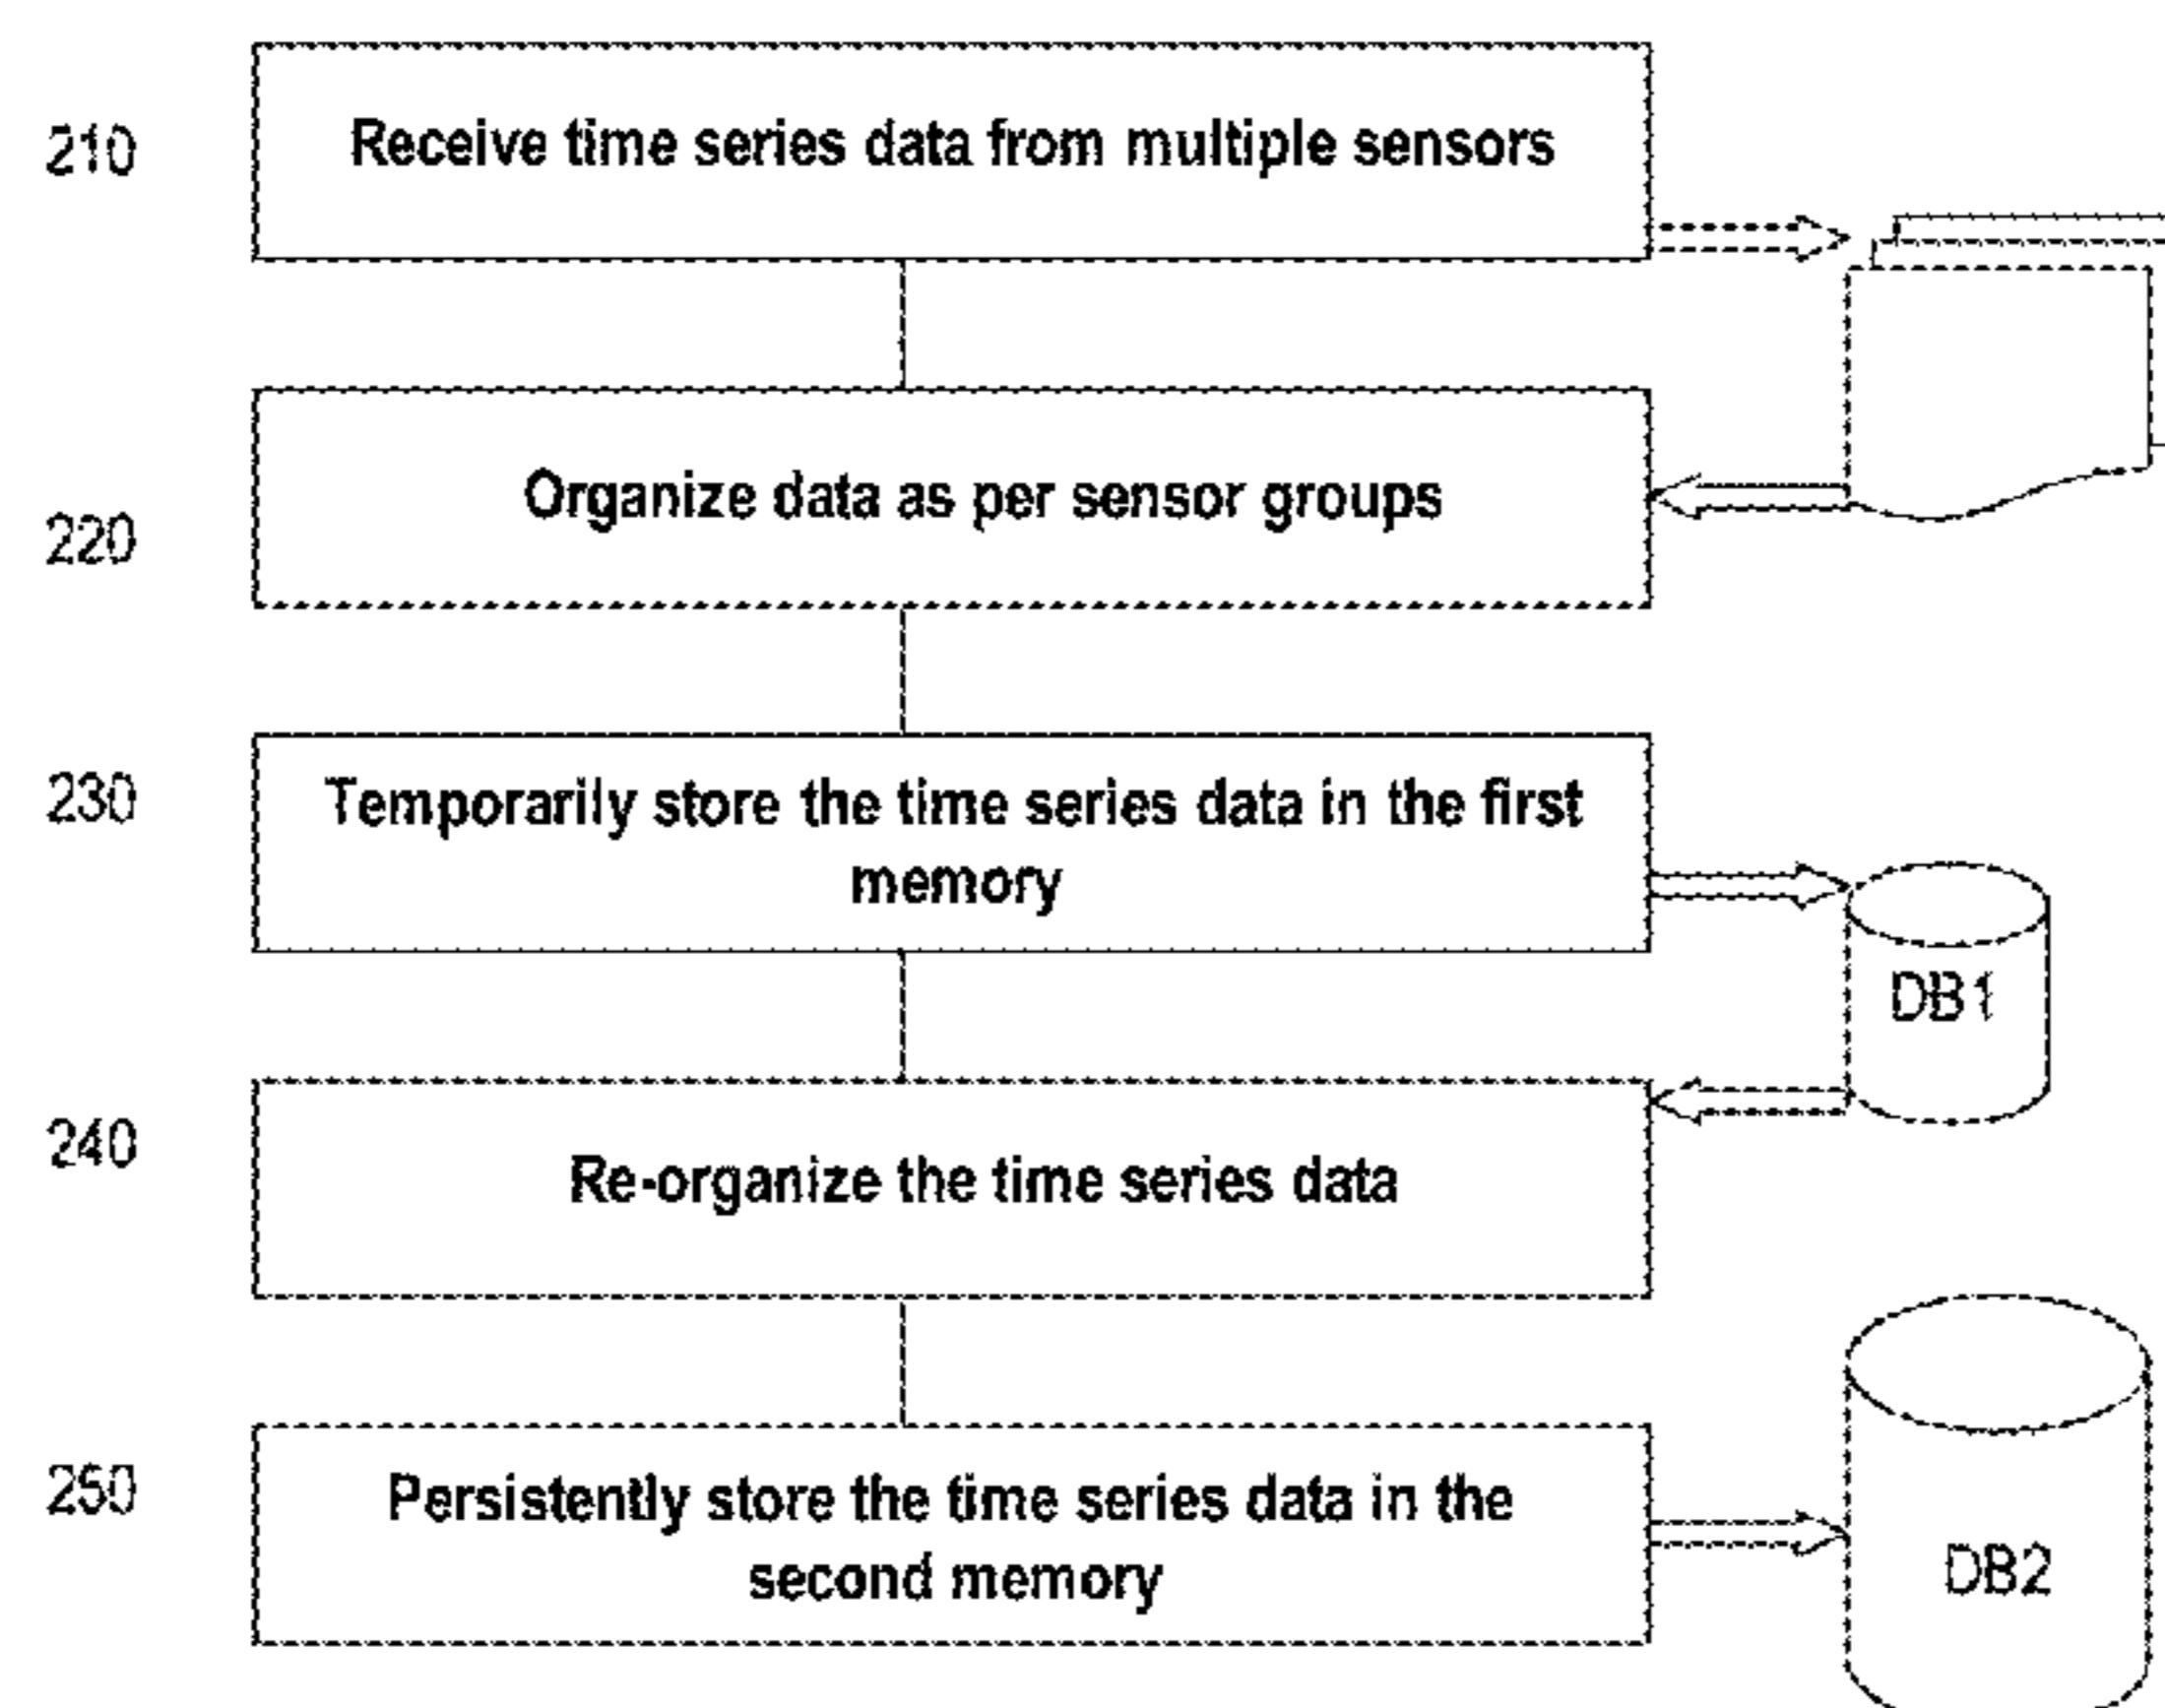 210
Receive time series data from multiple sensors
220
Organize data as per sensor groups
230
Temporarily store the time series data in the first
memory
DB1
240
Re-organize the time series data
250
Persistently store the time series data in the
second memory
DB2